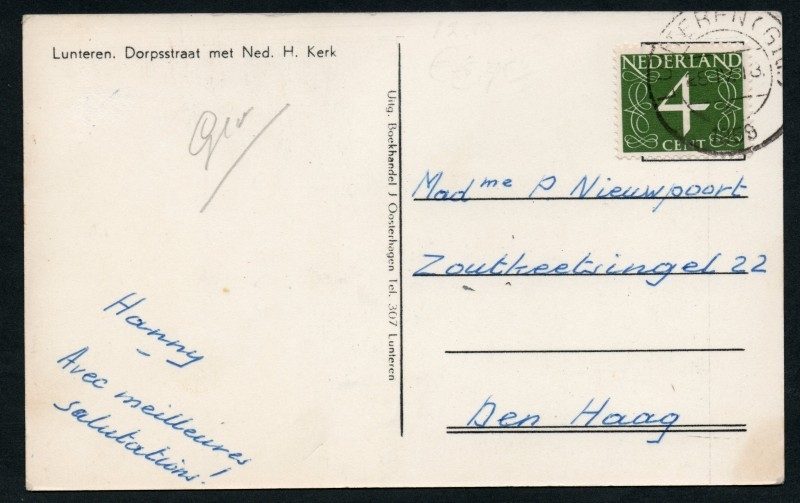 Lunteren. Dorpsstraat met Ned. H. Kerk
Hanny
Avec meilleures
salutations!
Uitg. Boekhandel J Oosterhagen Tel. 307 Lunteren
NEDERLAND
4
CENT
Madme P Nieuwpoort
Zoutkeetsingel 22
Den Haag